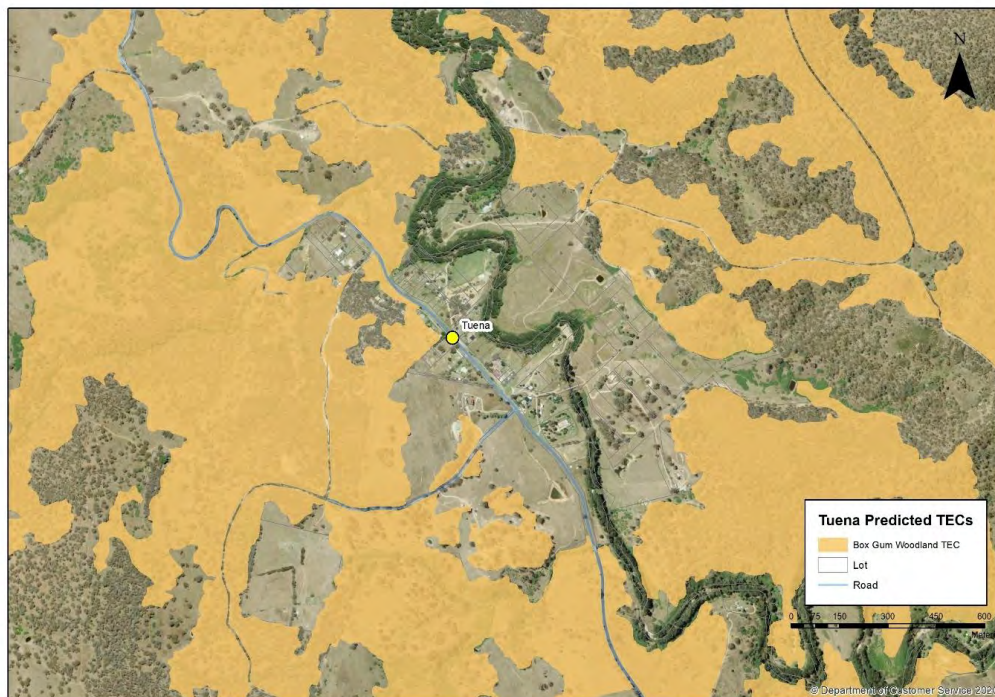 N
Tuena
Tuena Predicted TECs
Box Gum Woodland TEC
Lot
Road
0 75 150 300 450 600
© Department of Customer Service